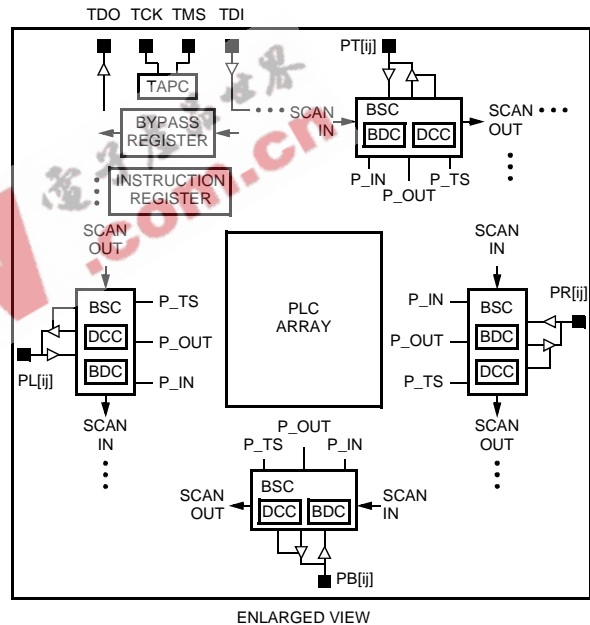 TDO TCK TMS TDI
PT[ij]
TAPC
BSC
SCAN IN
SCAN OUT
BDC DCC
BYPASS REGISTER
P_IN P_OUT P_TS
INSTRUCTION REGISTER
SCAN OUT
SCAN IN
PLC ARRAY
BSC
P_TS
DCC
P_OUT
BDC
P_IN
PL[ij]
SCAN IN
P_IN
BSC
PR[ij]
P_OUT
BDC
P_TS
DCC
SCAN OUT
P_OUT
P_TS P_IN
BSC
SCAN OUT
DCC BDC
SCAN IN
PB[ij]
ENLARGED VIEW
.com.cn